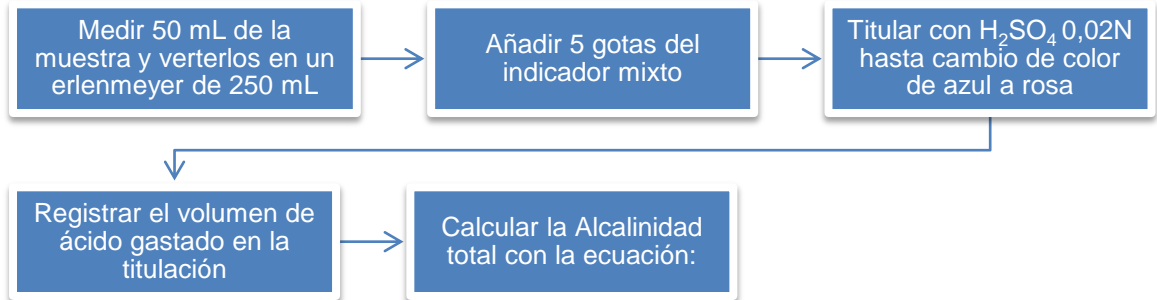 Medir 50 mL de la
muestra y verterlos en un
erlenmeyer de 250 mL
Añadir 5 gotas del
indicador mixto
Titular con H₂SO₄ 0,02N
hasta cambio de color
de azul a rosa
Registrar el volumen de
ácido gastado en la
titulación
Calcular la Alcalinidad
total con la ecuación: